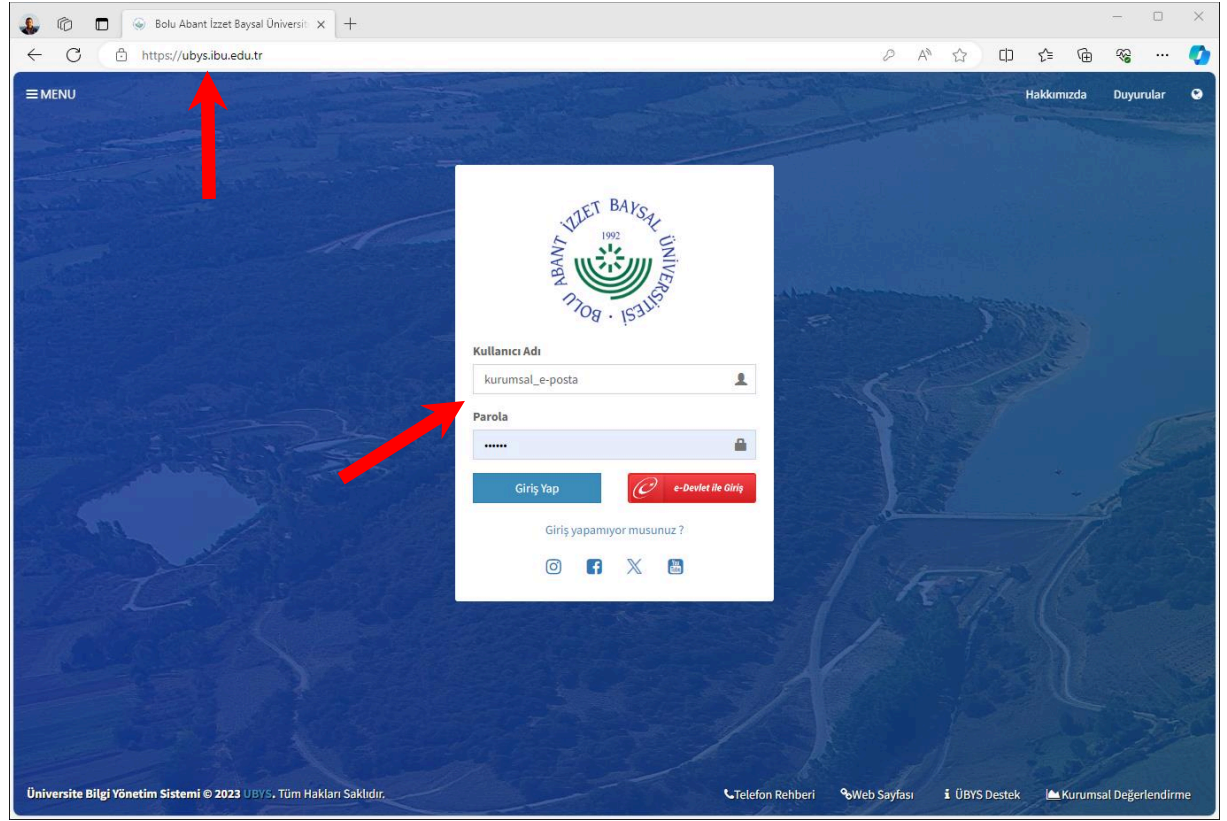 Bolu Abant İzzet Baysal Üniversit
https://ubys.ibu.edu.tr
MENU
Hakkımızda Duyurular
BOLU ABANT İZZET BAYSAL ÜNİVERSİTESİ
1992
Kullanıcı Adı
kurumsal_e-posta
Parola
••••••
Giriş Yap
e-Devlet ile Giriş
Giriş yapamıyor musunuz ?
Üniversite Bilgi Yönetim Sistemi © 2023 UBYS. Tüm Hakları Saklıdır.
Telefon Rehberi Web Sayfası ÜBYS Destek Kurumsal Değerlendirme